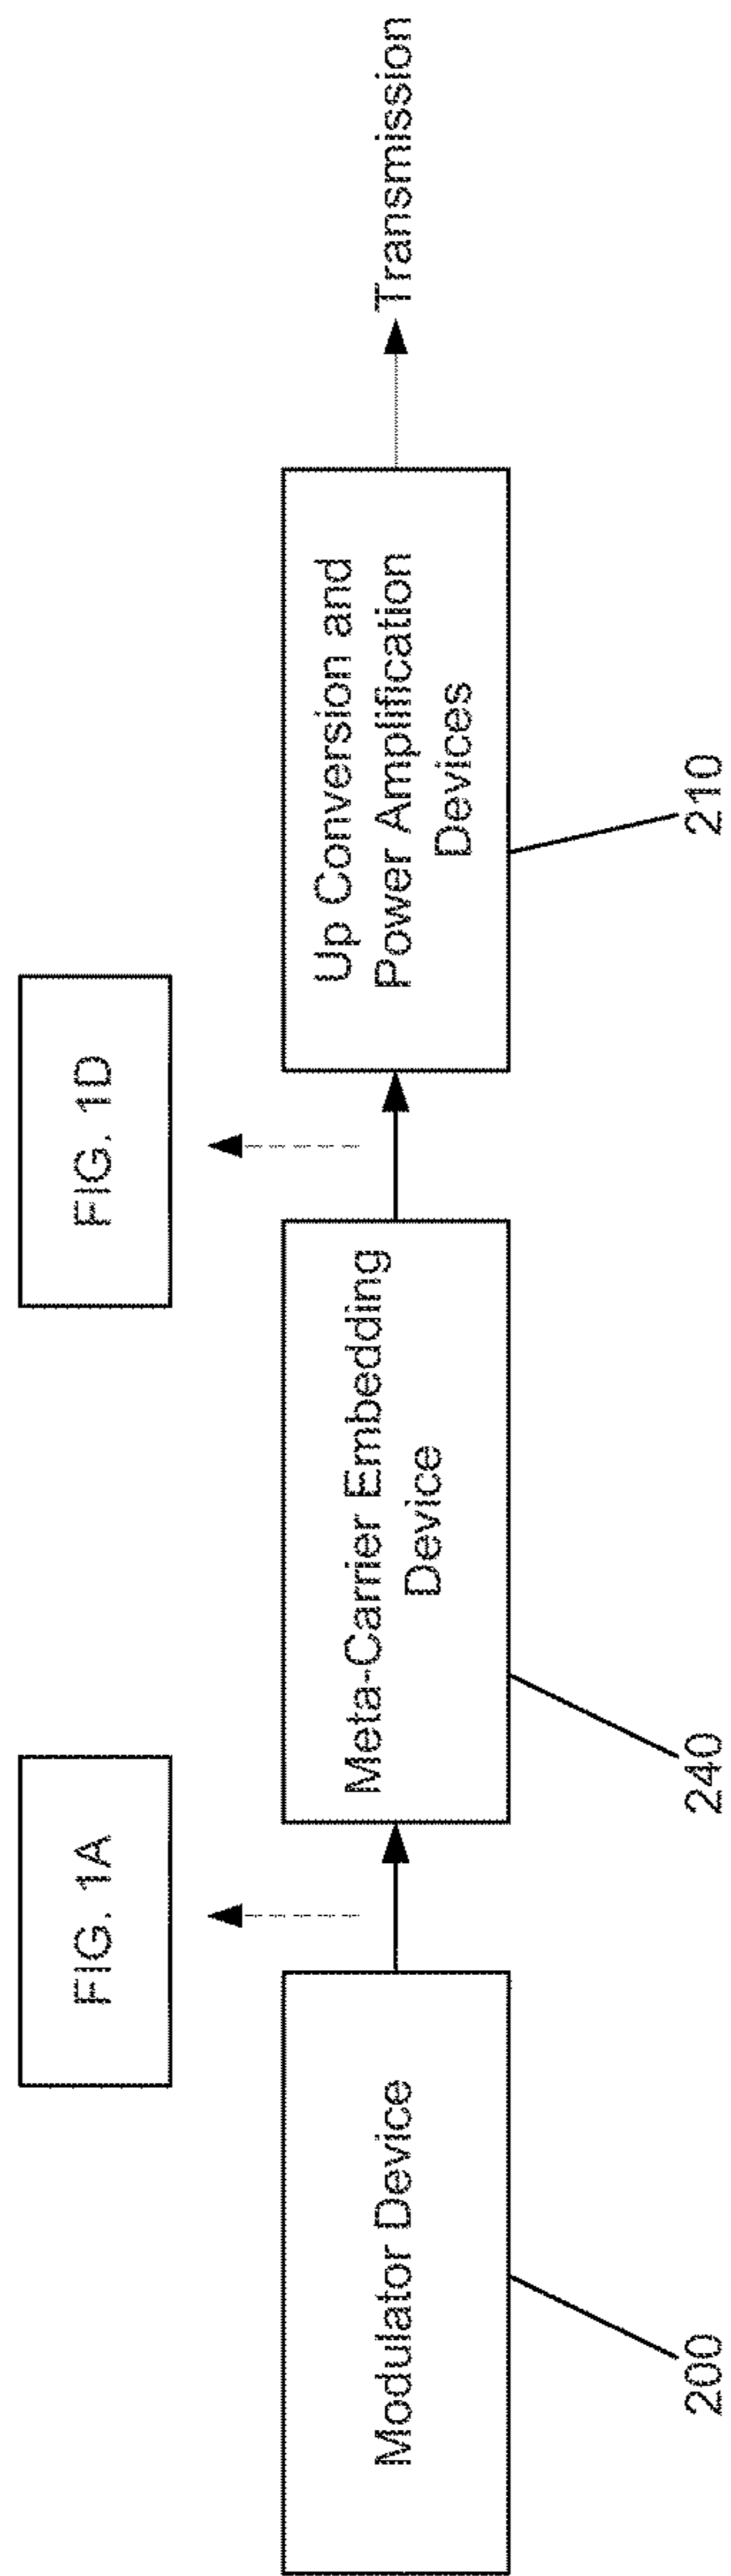 FIG. 1A
FIG. 1D
Modulator Device
Meta-Carrier Embedding
Device
Up Conversion and
Power Amplification
Devices
Transmission
200
240
210